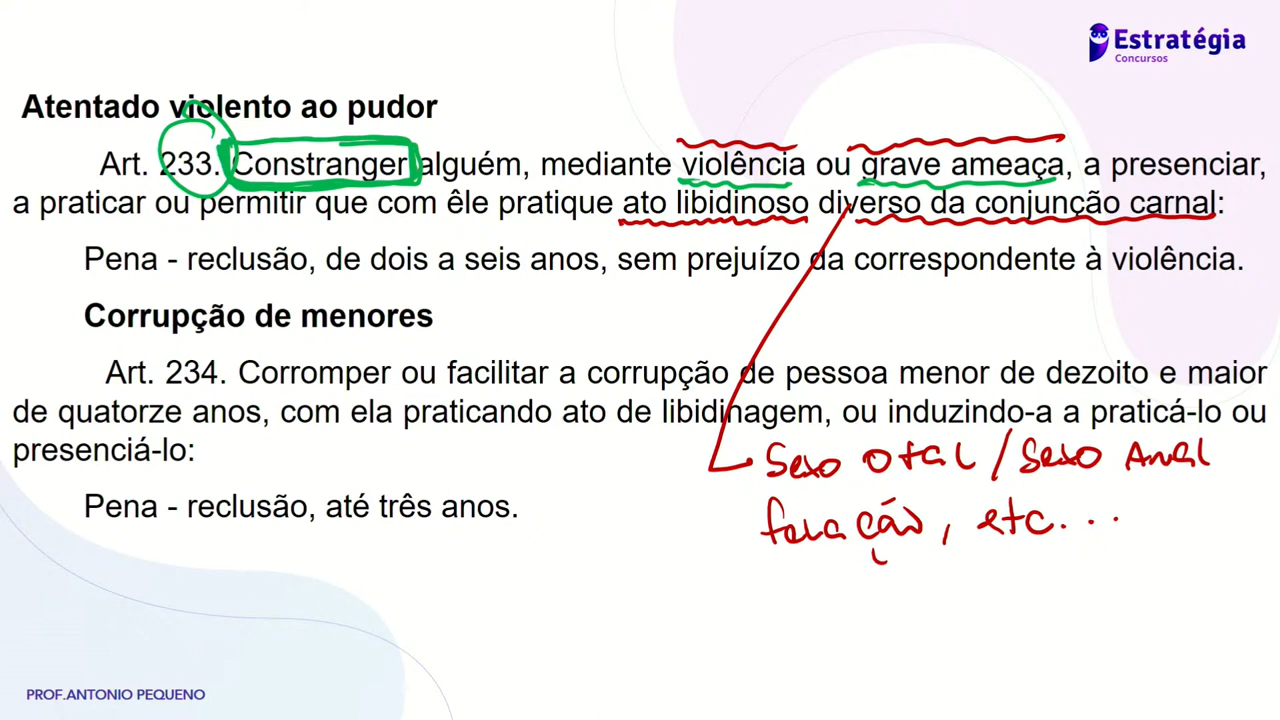 Estratégia
Concursos
Atentado violento ao pudor
Art. 233. Constranger alguém, mediante violência ou grave ameaça, a presenciar,
a praticar ou permitir que com êle pratique ato libidinoso diverso da conjunção carnal:
Pena - reclusão, de dois a seis anos, sem prejuízo da correspondente à violência.
Corrupção de menores
Art. 234. Corromper ou facilitar a corrupção de pessoa menor de dezoito e maior
de quatorze anos, com ela praticando ato de libidinagem, ou induzindo-a a praticá-lo ou
presenciá-lo:
Sexo oral / Sexo Anal
Pena - reclusão, até três anos.
, etc...
PROF.ANTONIO PEQUENO